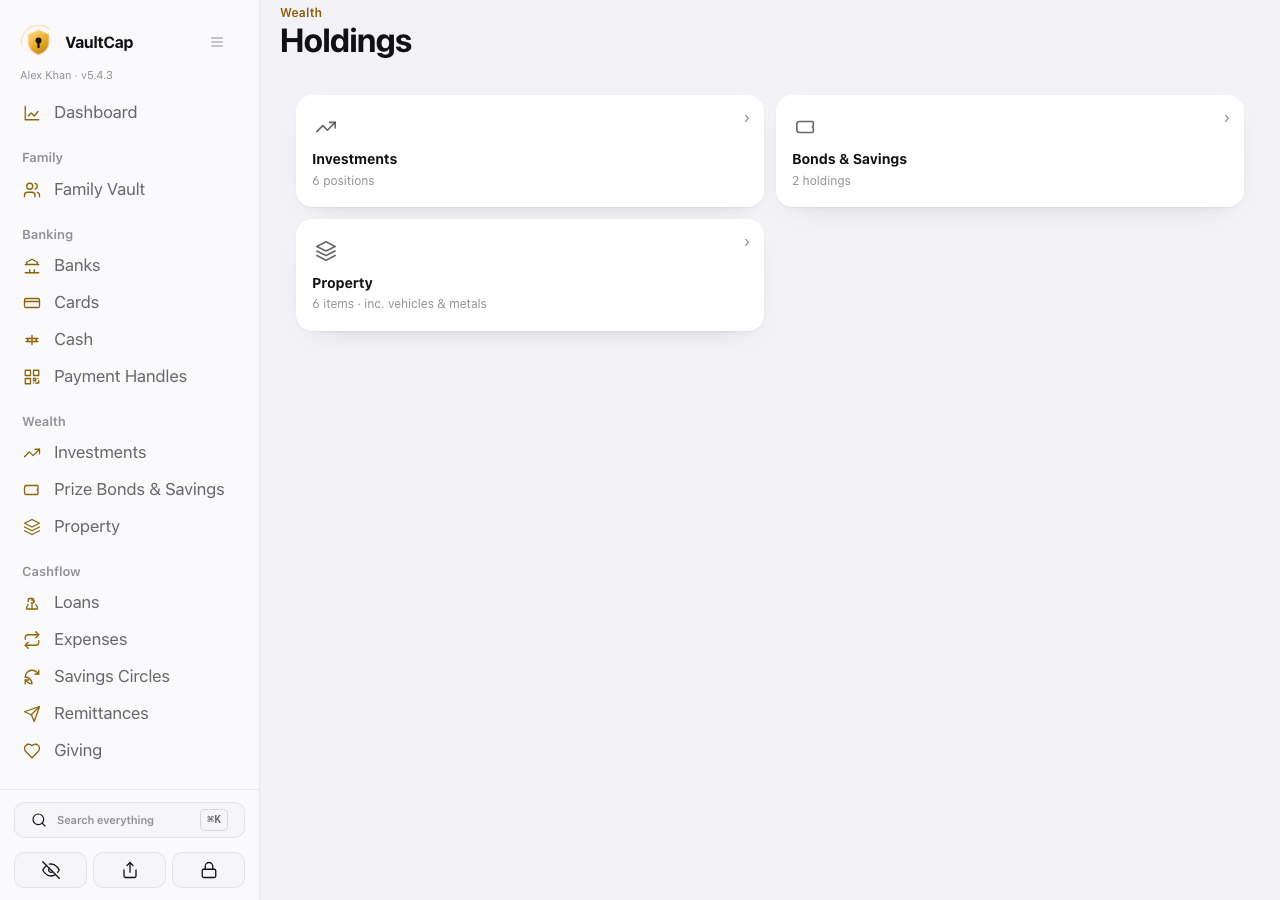 VaultCap
Alex Khan · v5.4.3
Dashboard
Family
Family Vault
Banking
Banks
Cards
Cash
Payment Handles
Wealth
Investments
Prize Bonds & Savings
Property
Cashflow
Loans
Expenses
Savings Circles
Remittances
Giving
Search everything ⌘K
Wealth
Holdings
Investments
6 positions
Bonds & Savings
2 holdings
Property
6 items · inc. vehicles & metals